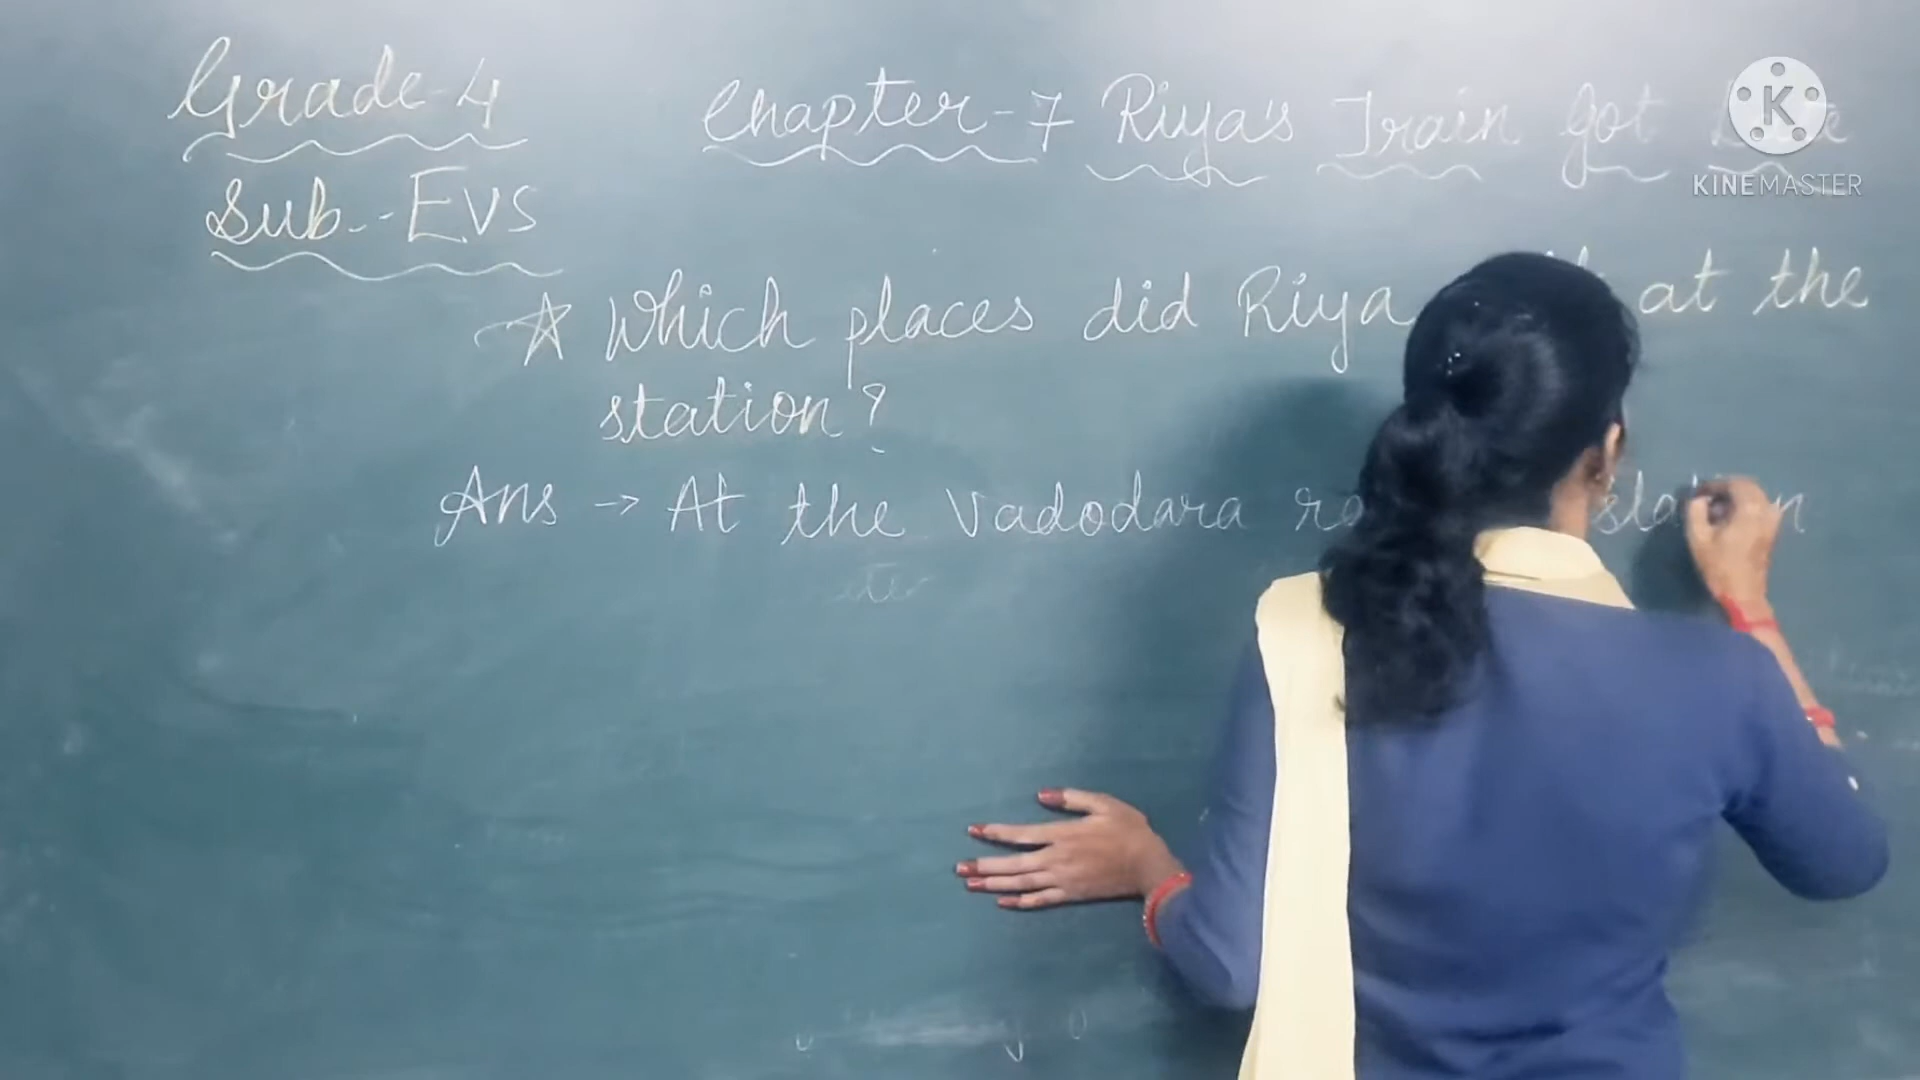 Grade-4
Chapter-7 Riya's Train Got
KINEMASTER
Sub.-EVS
Which places did Riya at the
station?
Ans → At the Vadodara station